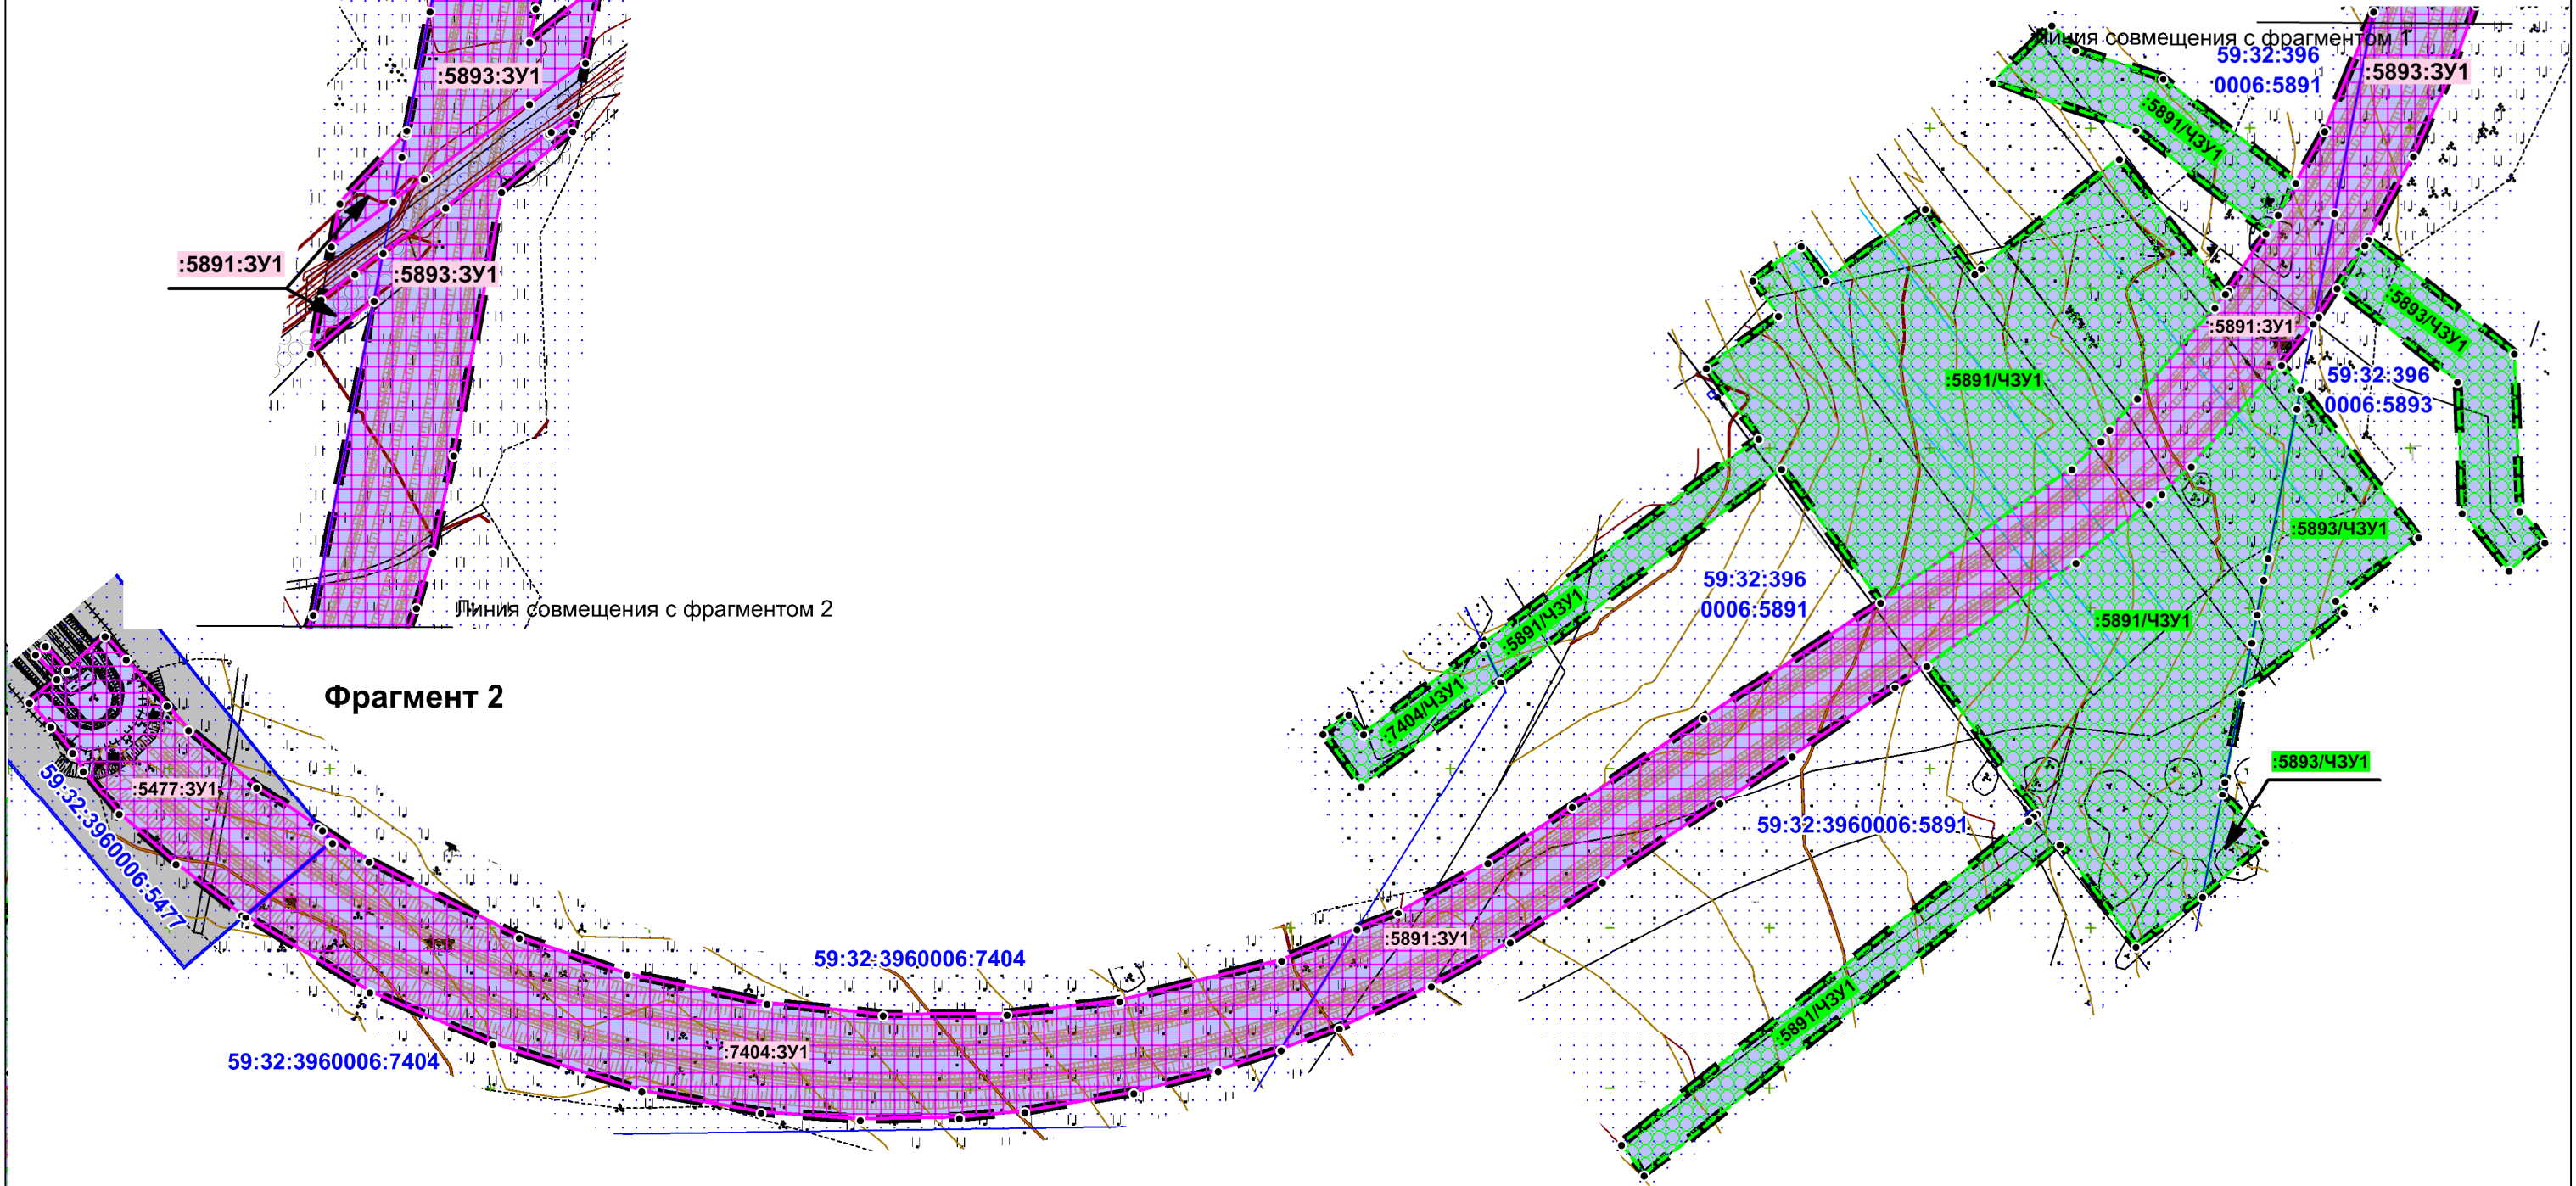 :5893:ЗУ1
:5891:ЗУ1
:5893:ЗУ1
Линия совмещения с фрагментом 2
Фрагмент 2
Линия совмещения с фрагментом 1
59:32:396
0006:5891
:5893:ЗУ1
:5891/ЧЗУ1
:5891:ЗУ1
:5893/ЧЗУ1
59:32:396
0006:5893
:5891/ЧЗУ1
:5893/ЧЗУ1
59:32:396
0006:5891
:5891/ЧЗУ1
:5891/ЧЗУ1
:7404/ЧЗУ1
:5893/ЧЗУ1
:5477:ЗУ1
59:32:3960006:5477
59:32:3960006:5891
:5891:ЗУ1
59:32:3960006:7404
:5891/ЧЗУ1
:7404:ЗУ1
59:32:3960006:7404